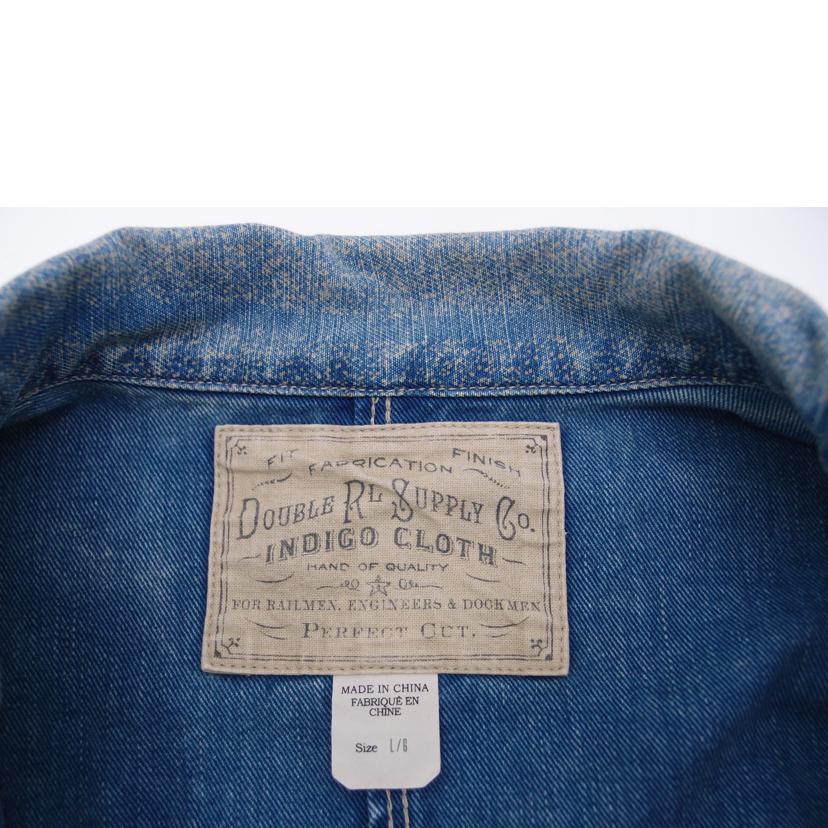 FIT FABRICATION FINISH
DOUBLE RL SUPPLY CO.
INDIGO CLOTH
HAND OF QUALITY
FOR RAILMEN, ENGINEERS & DOCKMEN
PERFECT CUT.
MADE IN CHINA
FABRIQUÉ EN
CHINE
Size L/G